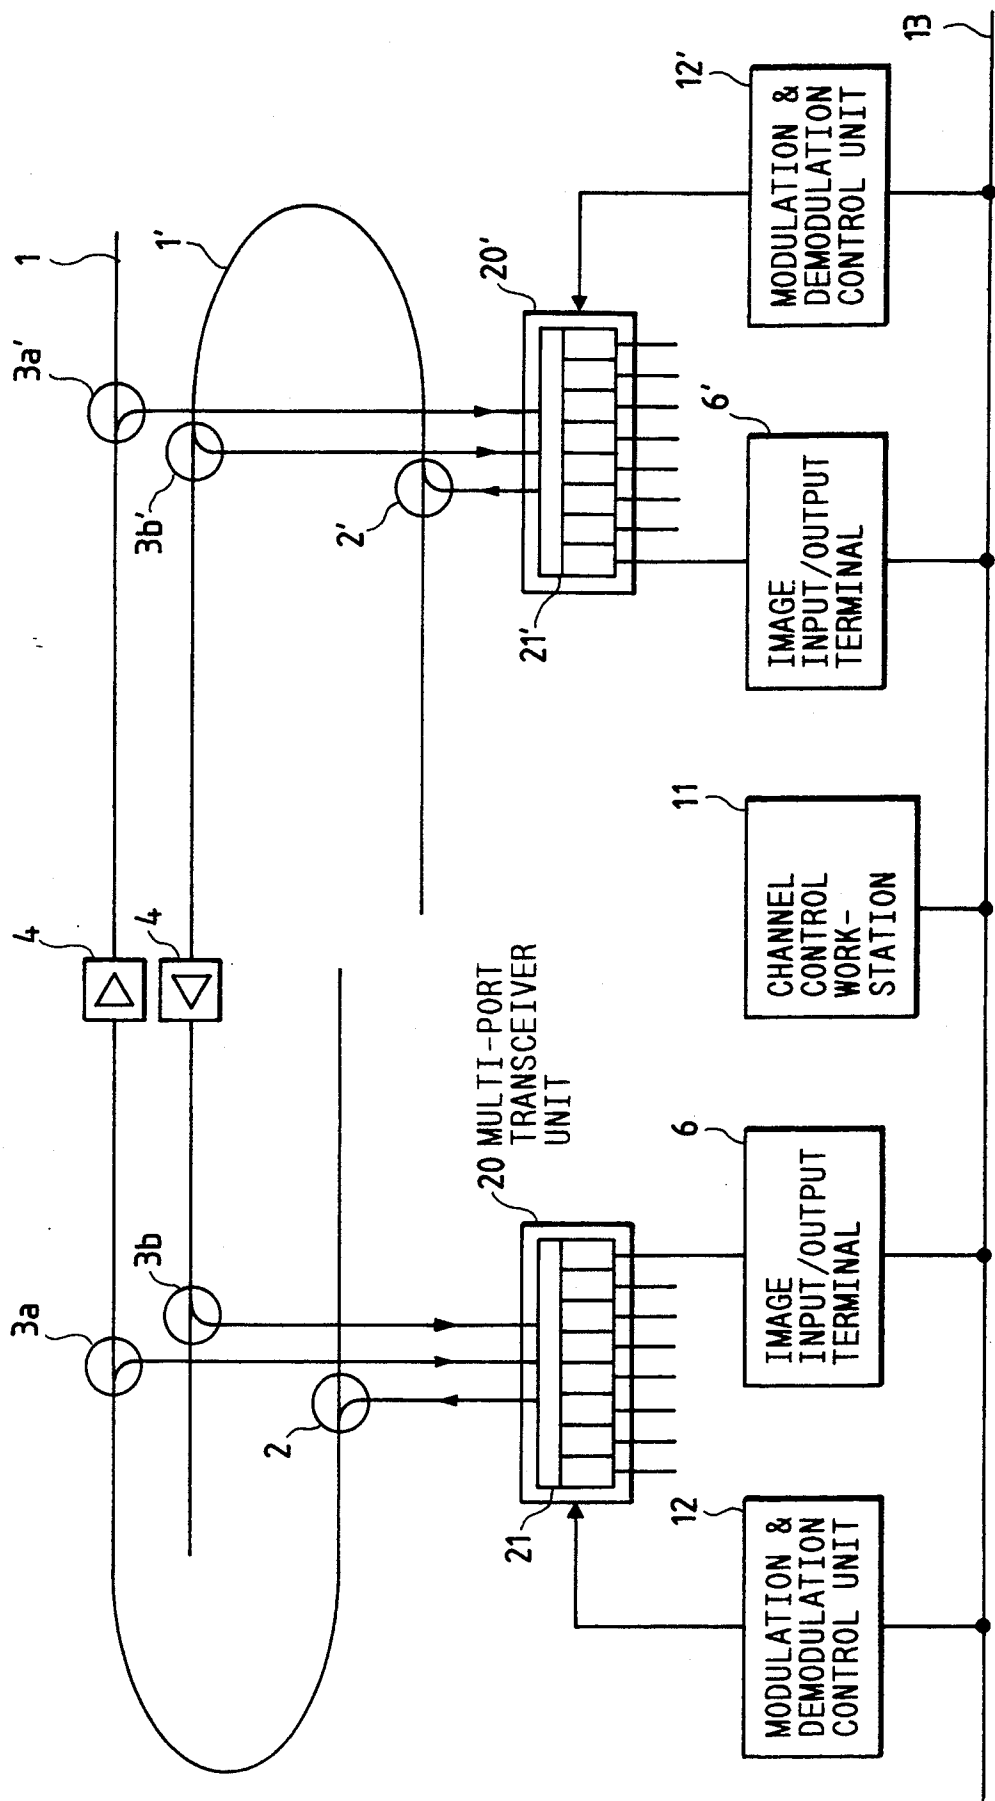 3a
3b
4
4
3a'
1
3b'
1'
2
2'
20 MULTI-PORT
TRANSCEIVER
UNIT
20'
21
21'
12
MODULATION &
DEMODULATION
CONTROL UNIT
6
IMAGE
INPUT/OUTPUT
TERMINAL
11
CHANNEL
CONTROL
WORK-
STATION
6'
IMAGE
INPUT/OUTPUT
TERMINAL
12'
MODULATION &
DEMODULATION
CONTROL UNIT
13